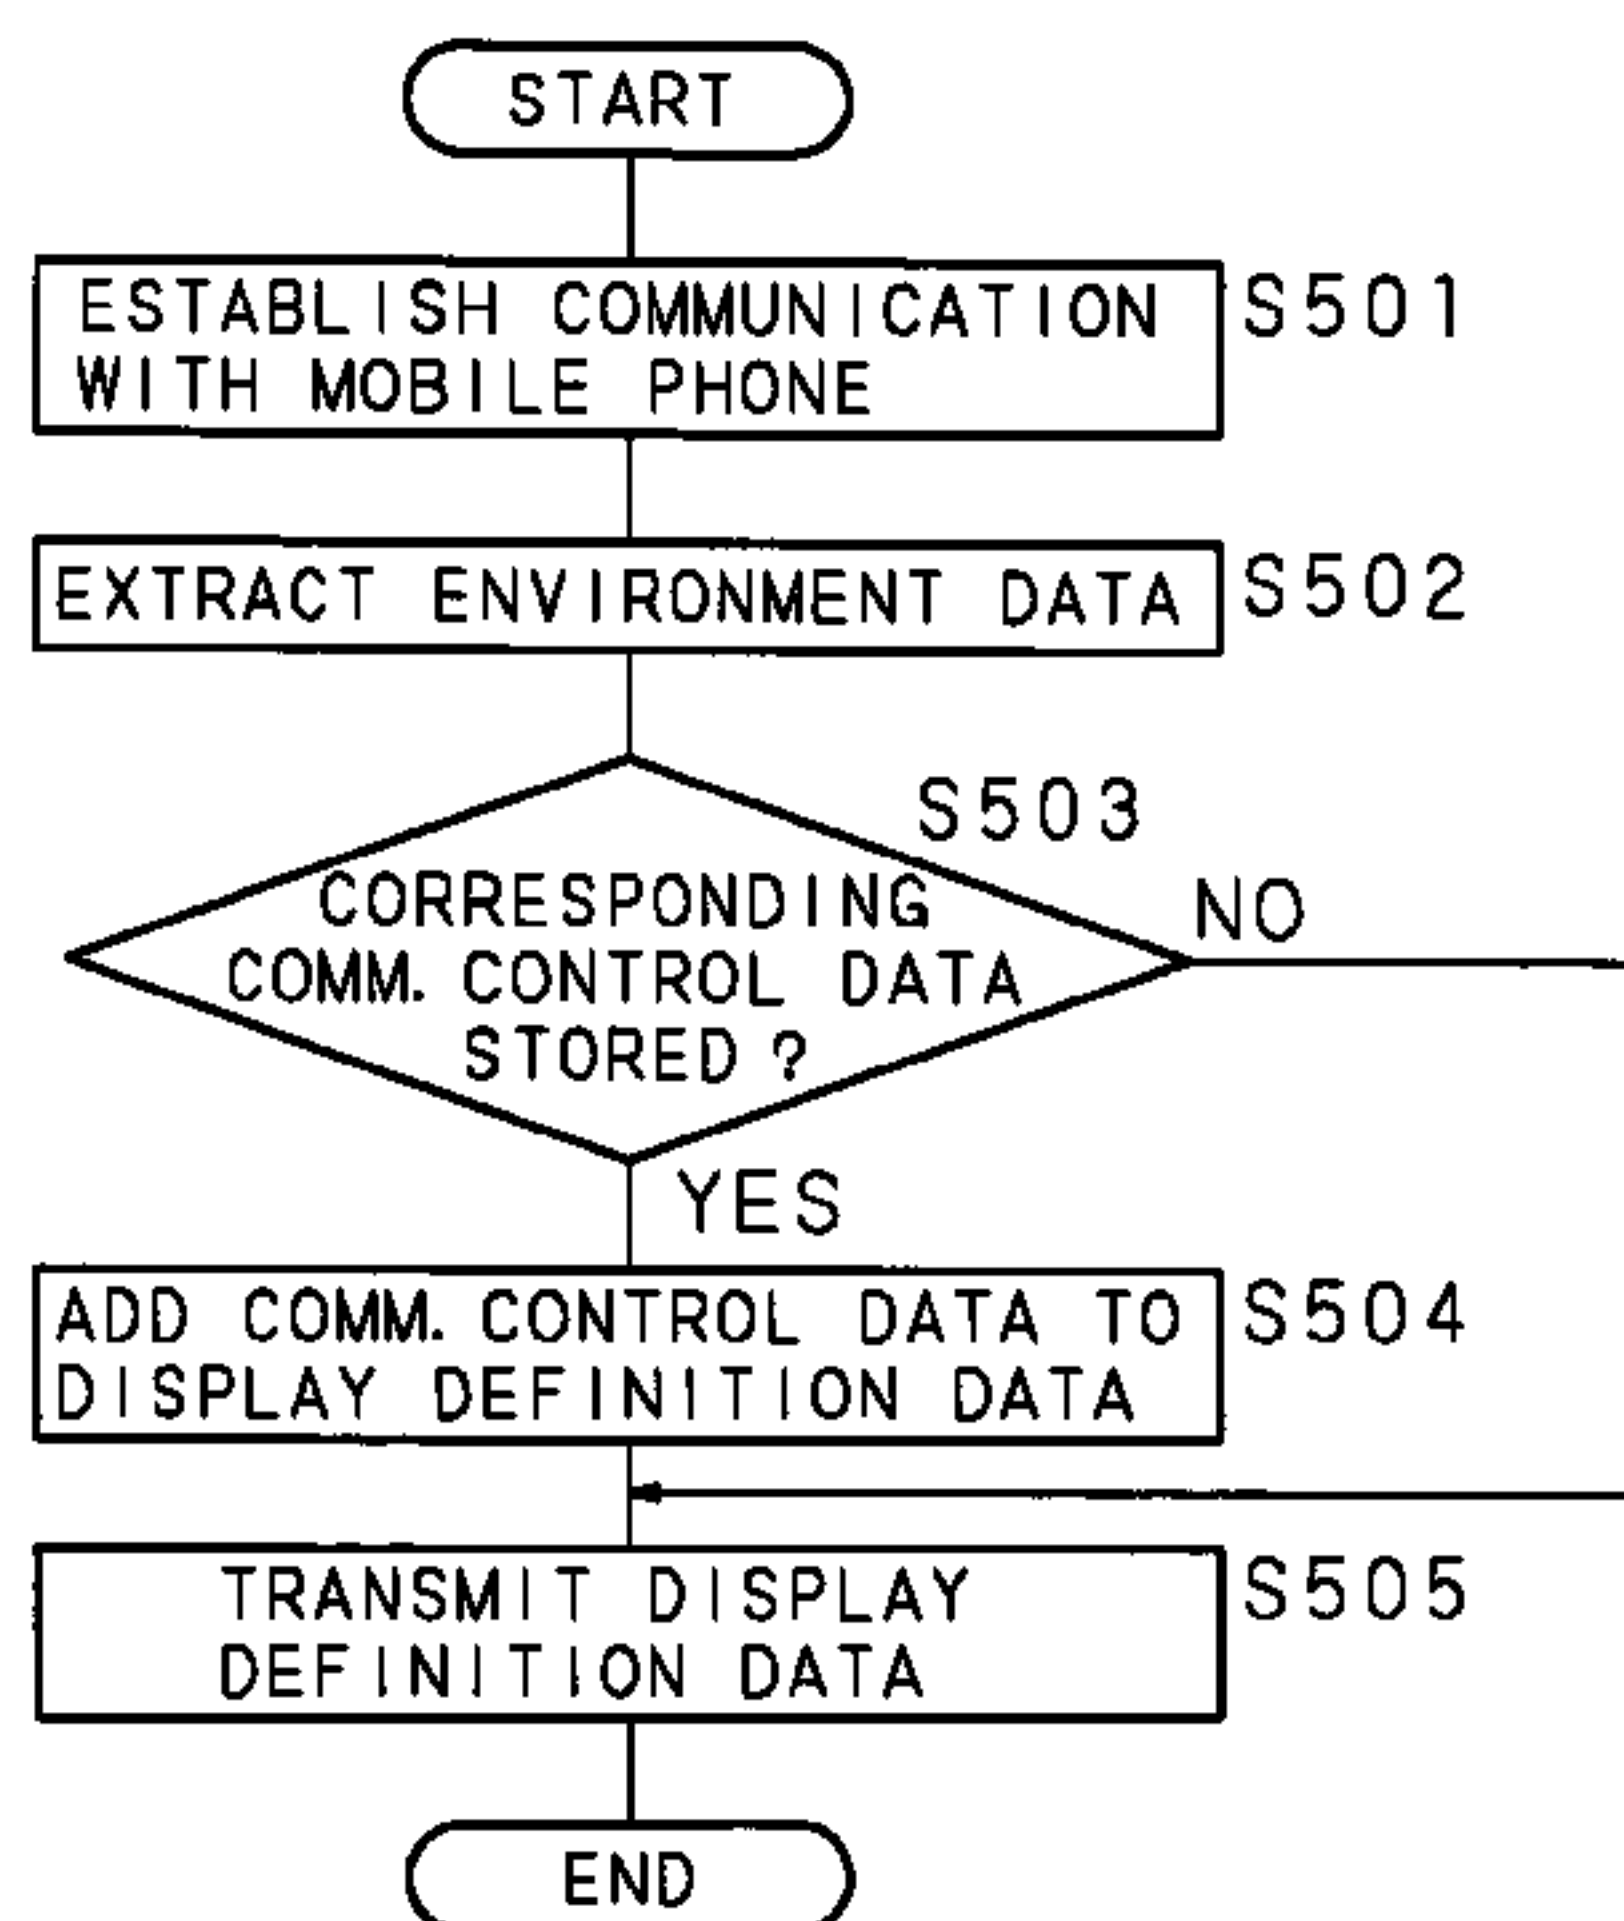 START
ESTABLISH COMMUNICATION
WITH MOBILE PHONE
S501
EXTRACT ENVIRONMENT DATA
S502
S503
CORRESPONDING
COMM. CONTROL DATA
STORED?
NO
YES
ADD COMM. CONTROL DATA TO
DISPLAY DEFINITION DATA
S504
TRANSMIT DISPLAY
DEFINITION DATA
S505
END